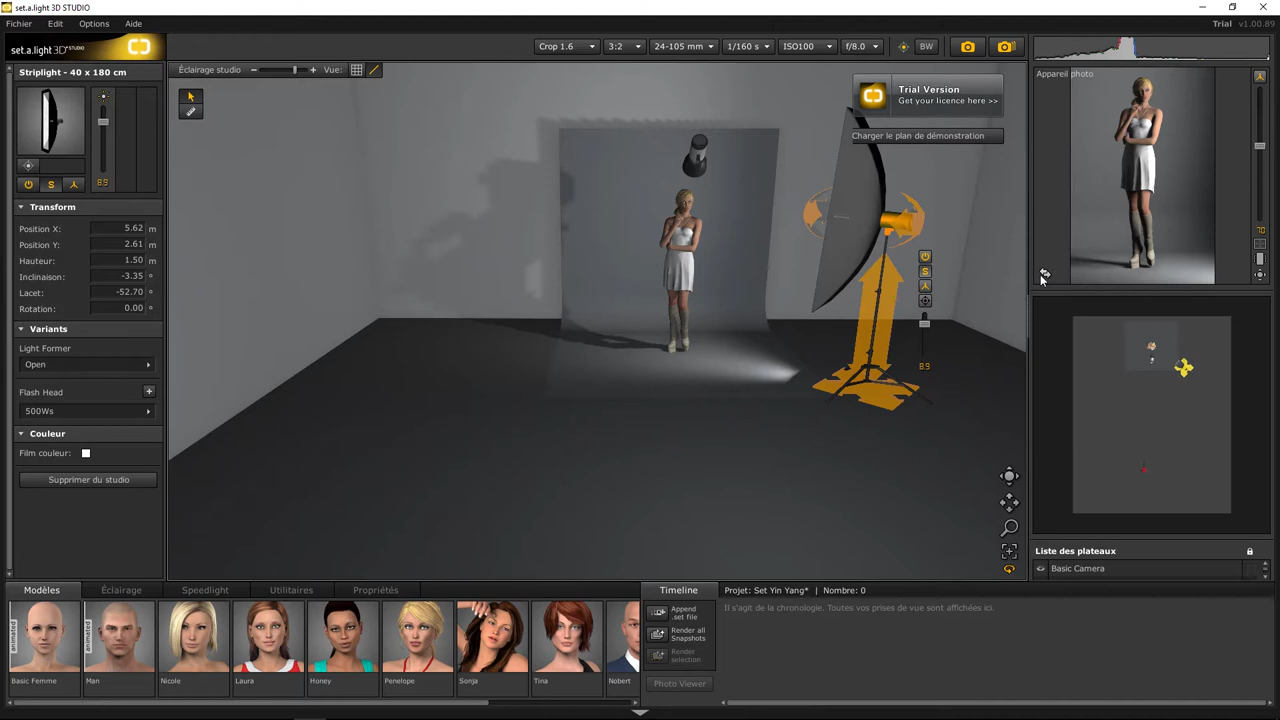 set.a.light 3D STUDIO
Fichier Edit Options Aide
Trial v1.00.89
set.a.light 3D STUDIO
Crop 1.6 3:2 24-105 mm 1/160 s ISO100 f/8.0 BW
Striplight - 40 x 180 cm
Éclairage studio Vue:
Appareil photo
Trial Version
Get your licence here >>
Charger le plan de démonstration
8.9
Transform
Position X: 5.62 m
Position Y: 2.61 m
Hauteur: 1.50 m
Inclinaison: -3.35 °
Lacet: -52.70 °
Rotation: 0.00 °
Variants
Light Former
Open
Flash Head
500Ws
Couleur
Film couleur:
Supprimer du studio
S
S
8.9
70
Liste des plateaux
Basic Camera
Modèles Éclairage Speedlight Utilitaires Propriétés
animated
Basic Femme
animated
Man
Nicole
Laura
Honey
Penelope
Sonja
Tina
Nobert
Timeline
Projet: Set Yin Yang* | Nombre: 0
Append .set file
Render all Snapshots
Render selection
Photo Viewer
Il s'agit de la chronologie. Toutes vos prises de vue sont affichées ici.